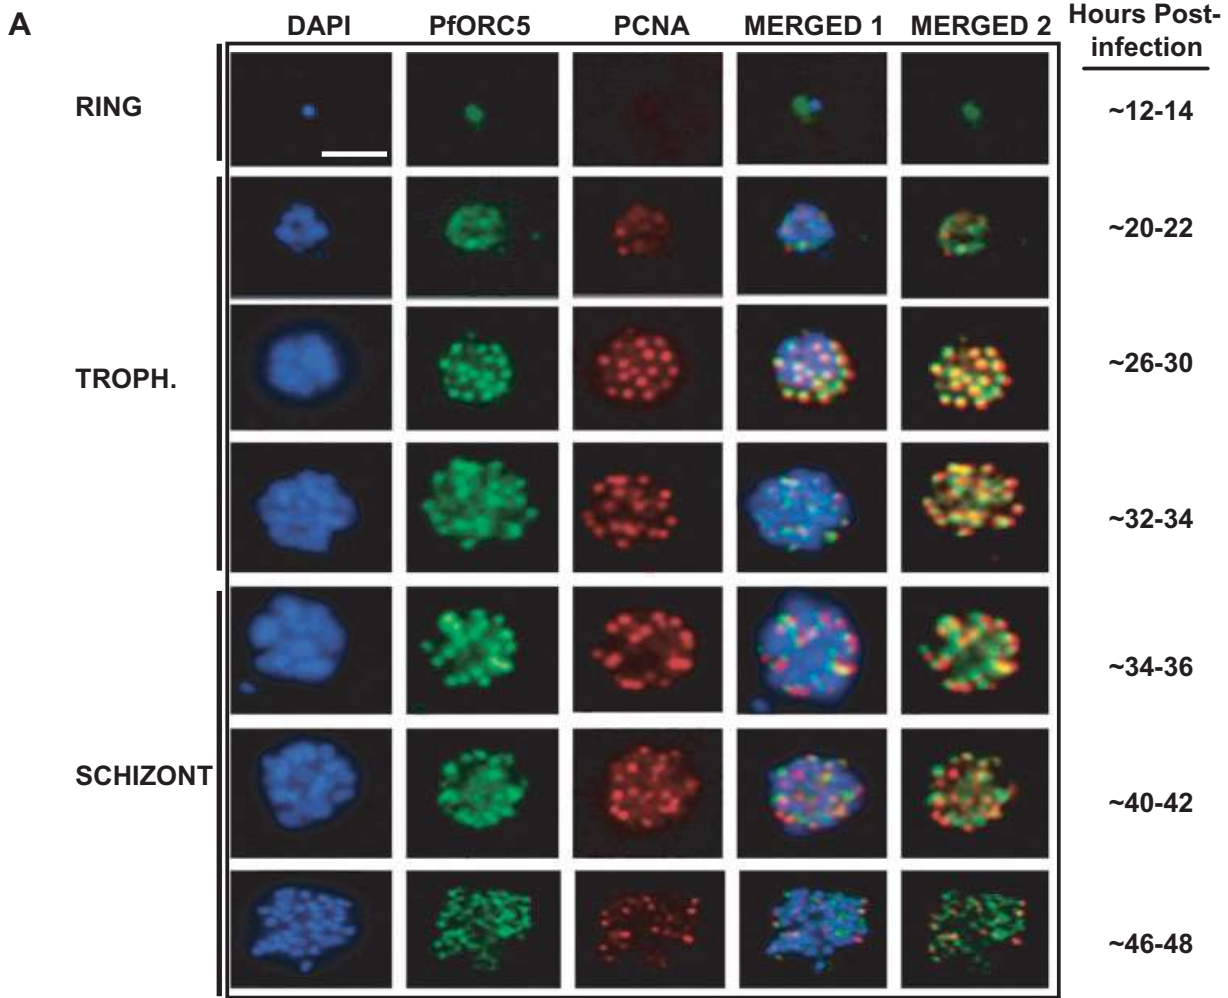 A
DAPI PfORC5 PCNA MERGED 1 MERGED 2 Hours Post-
infection
RING ~12-14
~20-22
TROPH. ~26-30
~32-34
~34-36
SCHIZONT ~40-42
~46-48